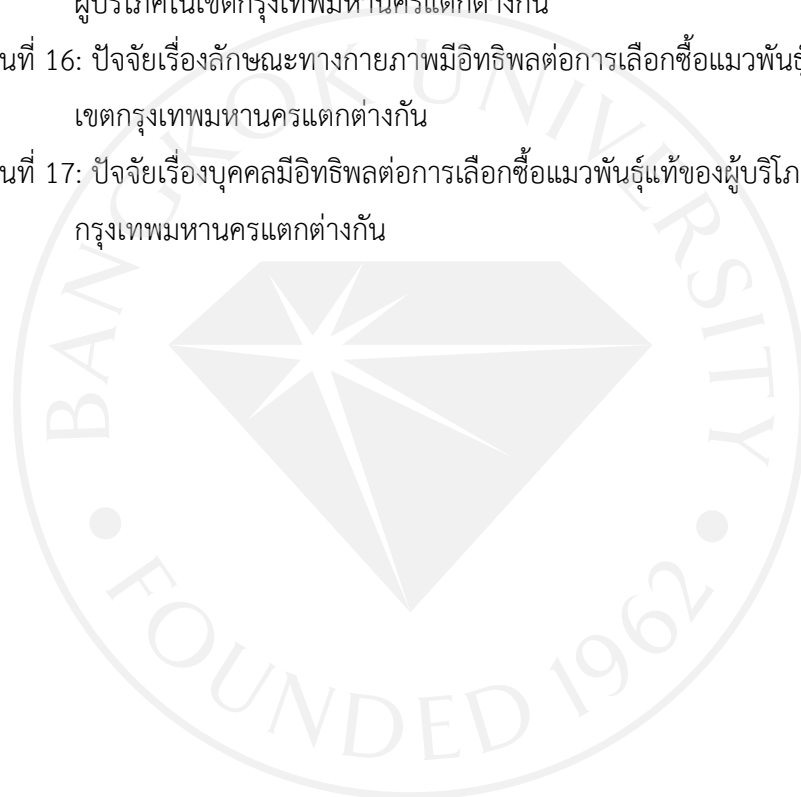 ผู้บริโภคในเขตกรุงเทพมหานครแตกต่างกัน
นที่ 16: ปัจจัยเรื่องลักษณะทางกายภาพมีอิทธิพลต่อการเลือกซื้อแมวพันธุ์
เขตกรุงเทพมหานครแตกต่างกัน
นที่ 17: ปัจจัยเรื่องบุคคลมีอิทธิพลต่อการเลือกซื้อแมวพันธุ์แท้ของผู้บริโภ
กรุงเทพมหานครแตกต่างกัน
BANGKOK UNIVERSITY
FOUNDED 1962